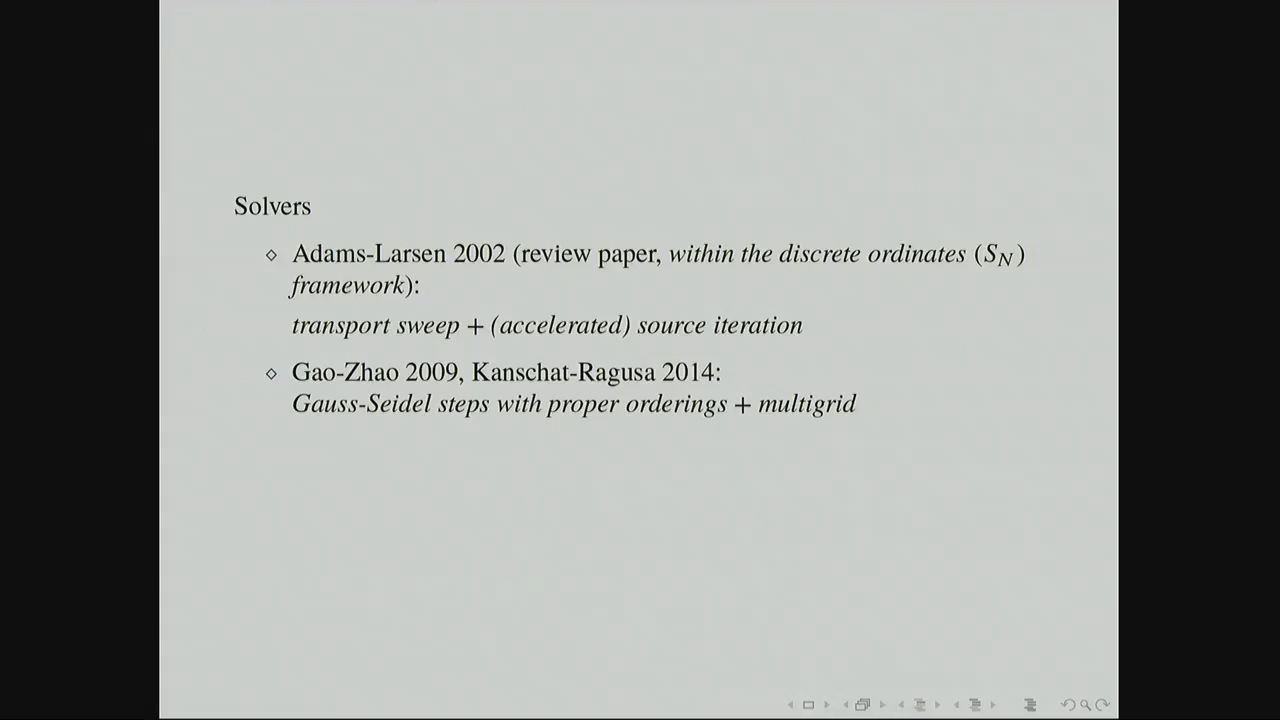 Solvers
⋄ Adams-Larsen 2002 (review paper, within the discrete ordinates (S_N)
framework):
transport sweep + (accelerated) source iteration
⋄ Gao-Zhao 2009, Kanschat-Ragusa 2014:
Gauss-Seidel steps with proper orderings + multigrid